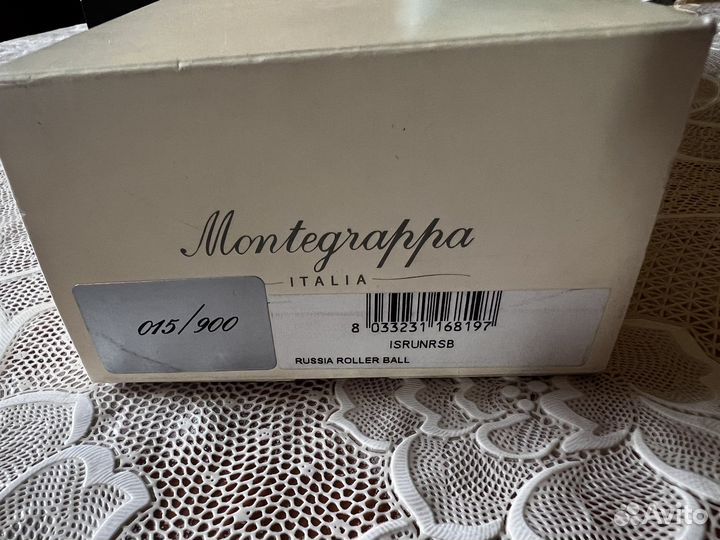 Montegrappa
ITALIA
015/900
8 033231 168197
ISRUNRSB
RUSSIA ROLLER BALL
Avito